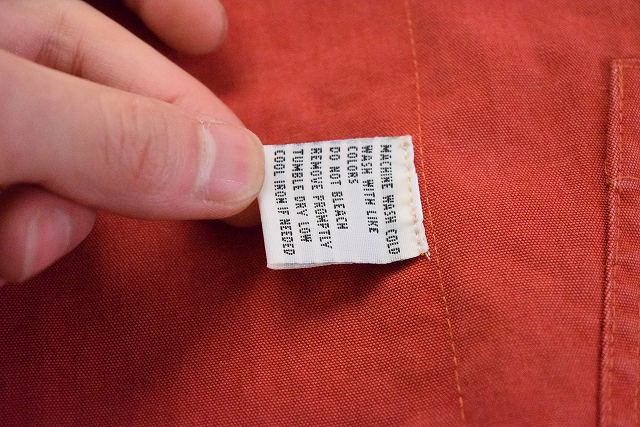 MACHINE WASH COLD
WASH WITH LIKE
COLORS
DO NOT BLEACH
REMOVE PROMPTLY
TUMBLE DRY LOW
COOL IRON IF NEEDED